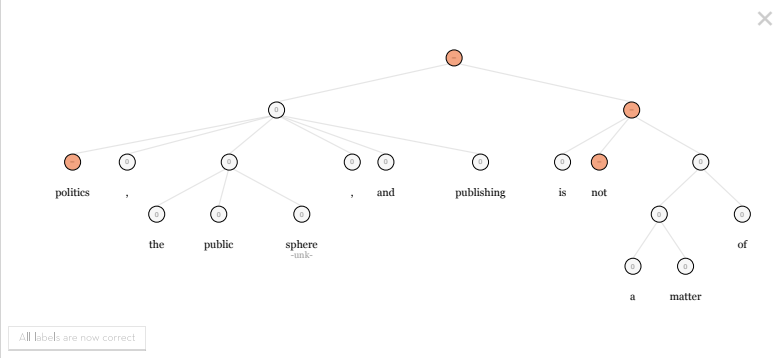 politics , , and publishing is not
the public sphere of
-unk-
a matter
All labels are now correct